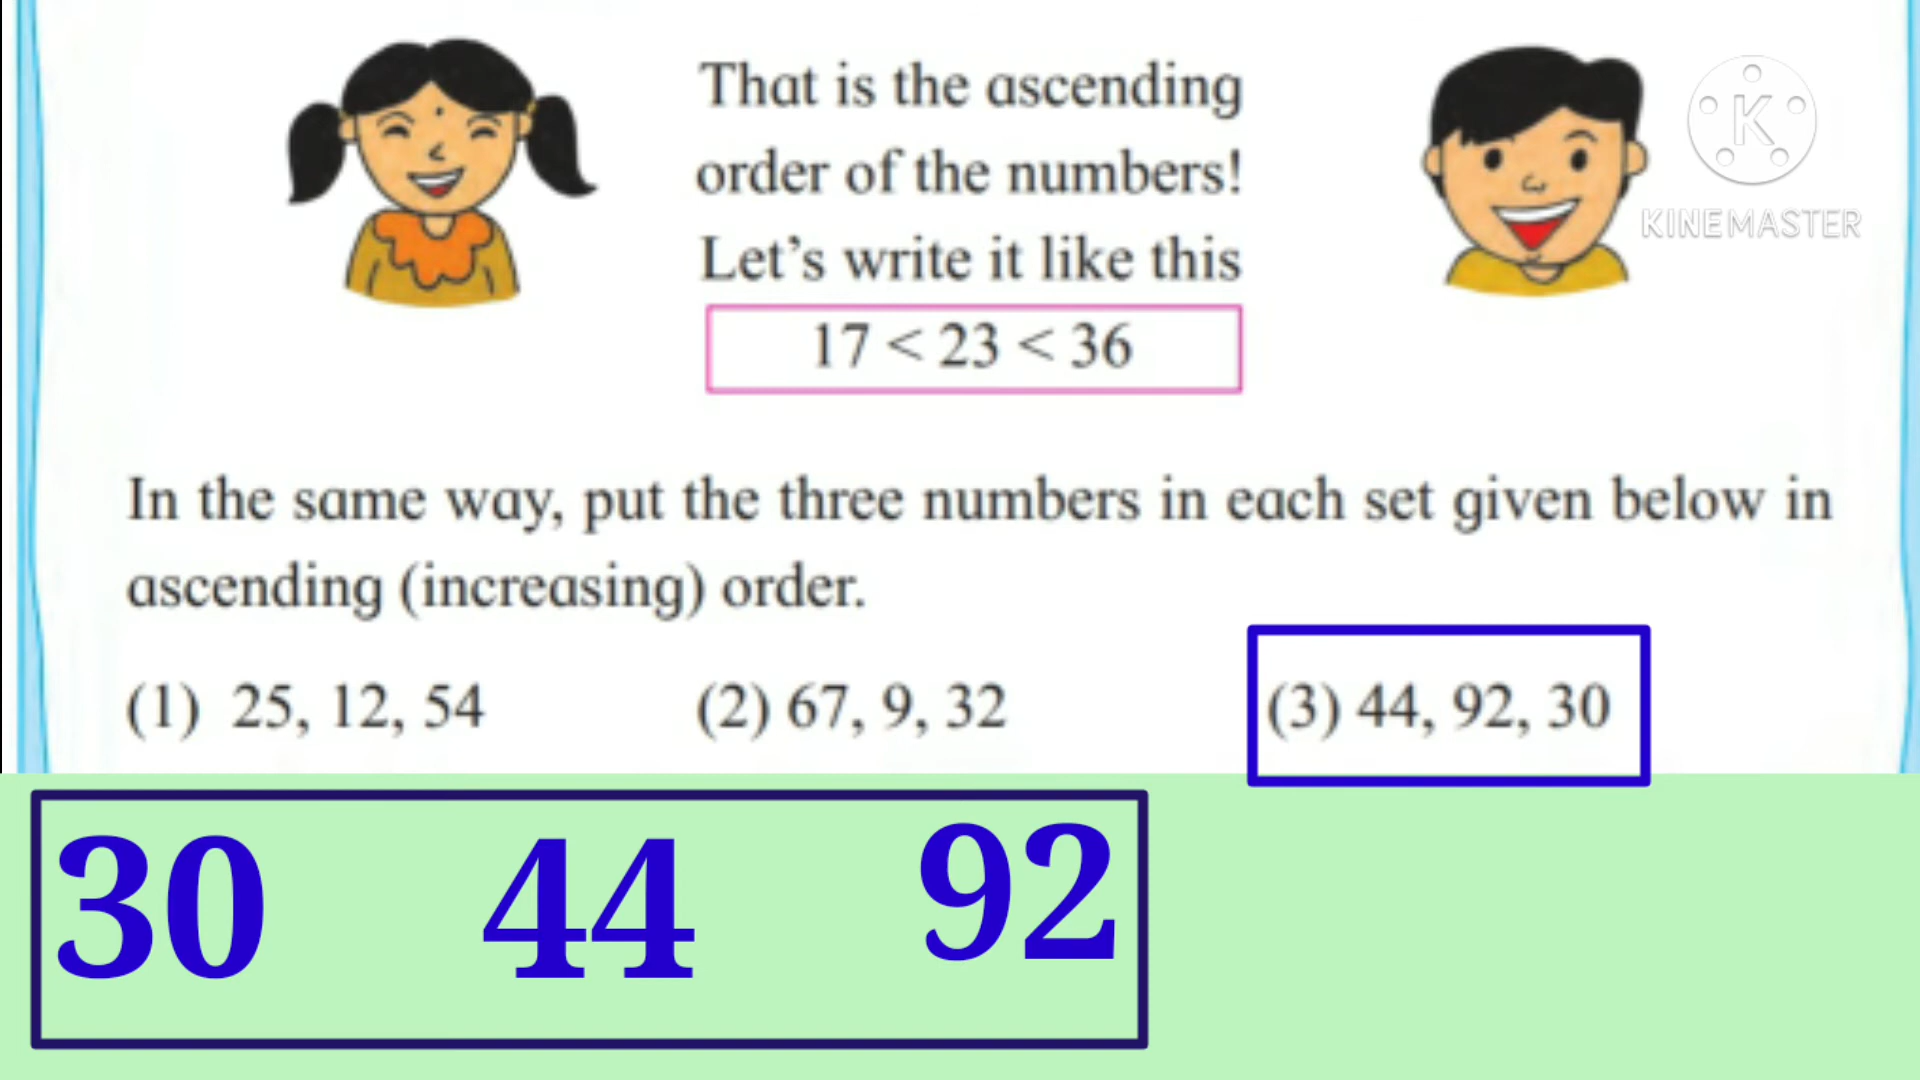 That is the ascending
order of the numbers!
Let’s write it like this
17 < 23 < 36
K
KINEMASTER
In the same way, put the three numbers in each set given below in
ascending (increasing) order.
(1) 25, 12, 54 (2) 67, 9, 32 (3) 44, 92, 30
30 44 92